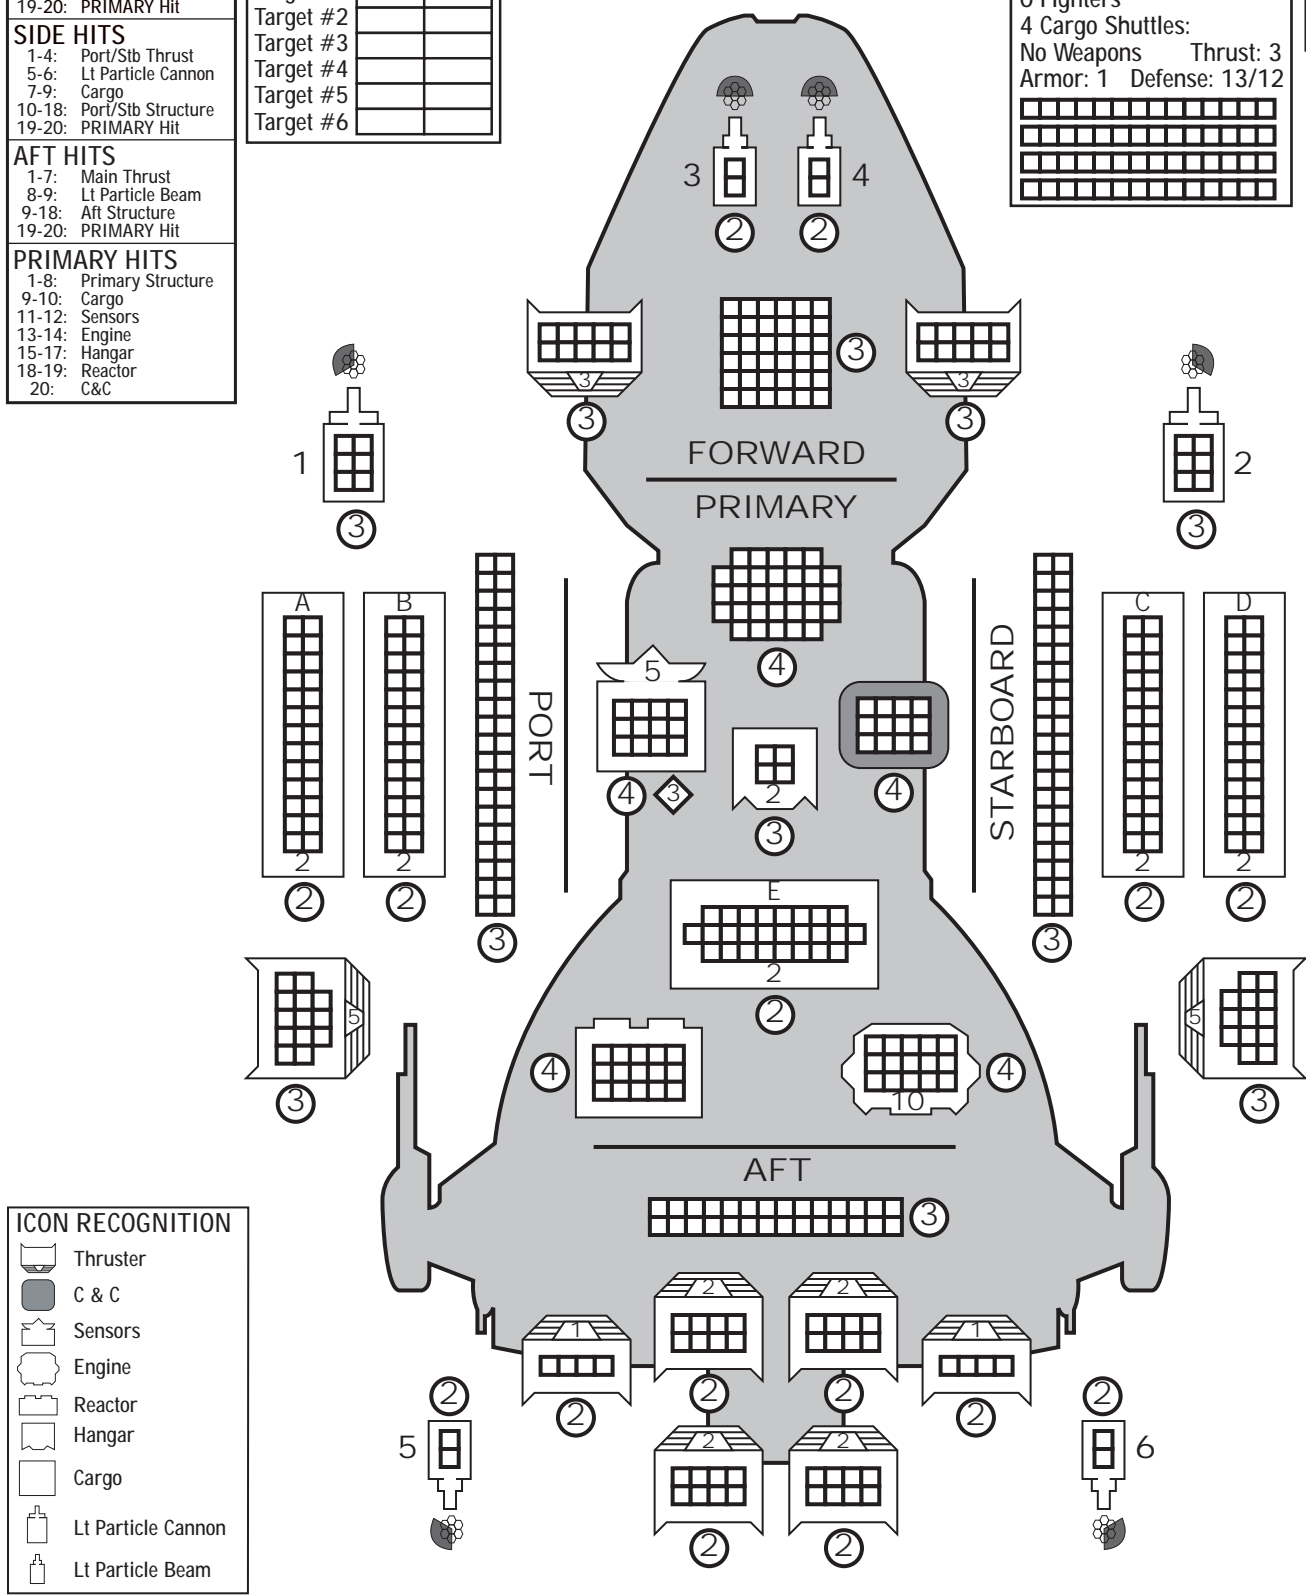 19-20: PRIMARY Hit
SIDE HITS
1-4: Port/Stb Thrust
5-6: Lt Particle Cannon
7-9: Cargo
10-18: Port/Stb Structure
19-20: PRIMARY Hit
AFT HITS
1-7: Main Thrust
8-9: Lt Particle Beam
9-18: Aft Structure
19-20: PRIMARY Hit
PRIMARY HITS
1-8: Primary Structure
9-10: Cargo
11-12: Sensors
13-14: Engine
15-17: Hangar
18-19: Reactor
20: C&C
Target #2
Target #3
Target #4
Target #5
Target #6
4 Cargo Shuttles:
No Weapons Thrust: 3
Armor: 1 Defense: 13/12
3 4
2 2
3
3 3
3 3
FORWARD
1 2
PRIMARY
3 3
A B C D
4
5
PORT
STARBOARD
4 3 4
2
3
2 2 2 2
2 2 2 2
E
3 3
2
2
5 5
4 4
10
3 3
AFT
3
2 2
1 1
2 2 2 2
2 2
5 6
2 2
2 2
2 2
ICON RECOGNITION
Thruster
C & C
Sensors
Engine
Reactor
Hangar
Cargo
Lt Particle Cannon
Lt Particle Beam